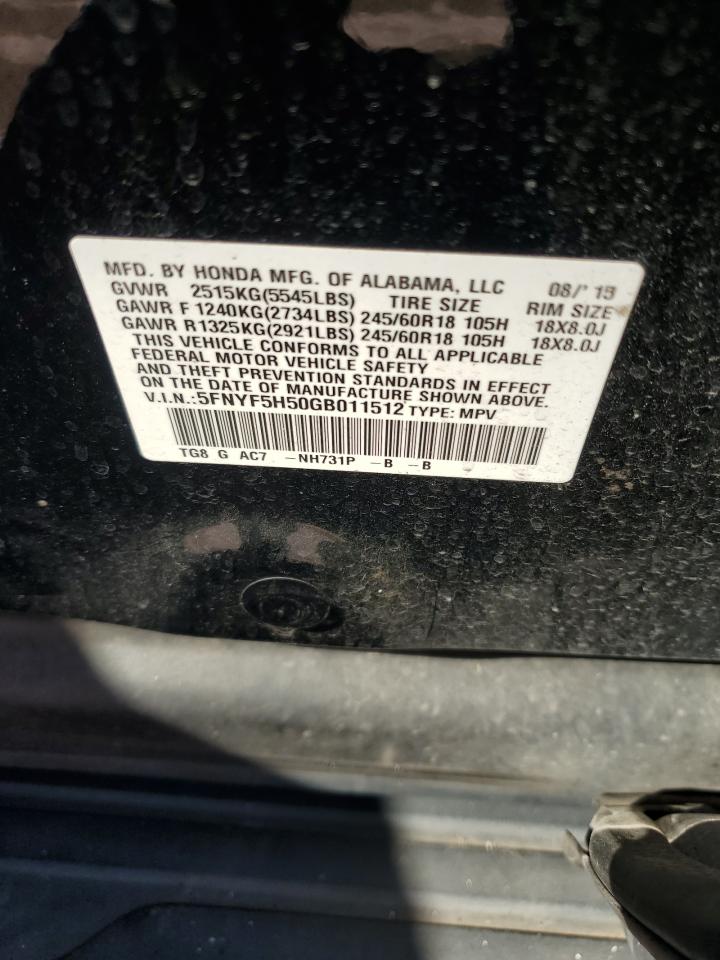 MFD. BY HONDA MFG. OF ALABAMA, LLC 08/'15
GVWR 2515KG(5545LBS) TIRE SIZE RIM SIZE
GAWR F 1240KG(2734LBS) 245/60R18 105H 18X8.0J
GAWR R1325KG(2921LBS) 245/60R18 105H 18X8.0J
THIS VEHICLE CONFORMS TO ALL APPLICABLE
FEDERAL MOTOR VEHICLE SAFETY
AND THEFT PREVENTION STANDARDS IN EFFECT
ON THE DATE OF MANUFACTURE SHOWN ABOVE.
V.I.N.:5FNYF5H50GB011512 TYPE: MPV
TG8 G AC7 -NH731P -B -B